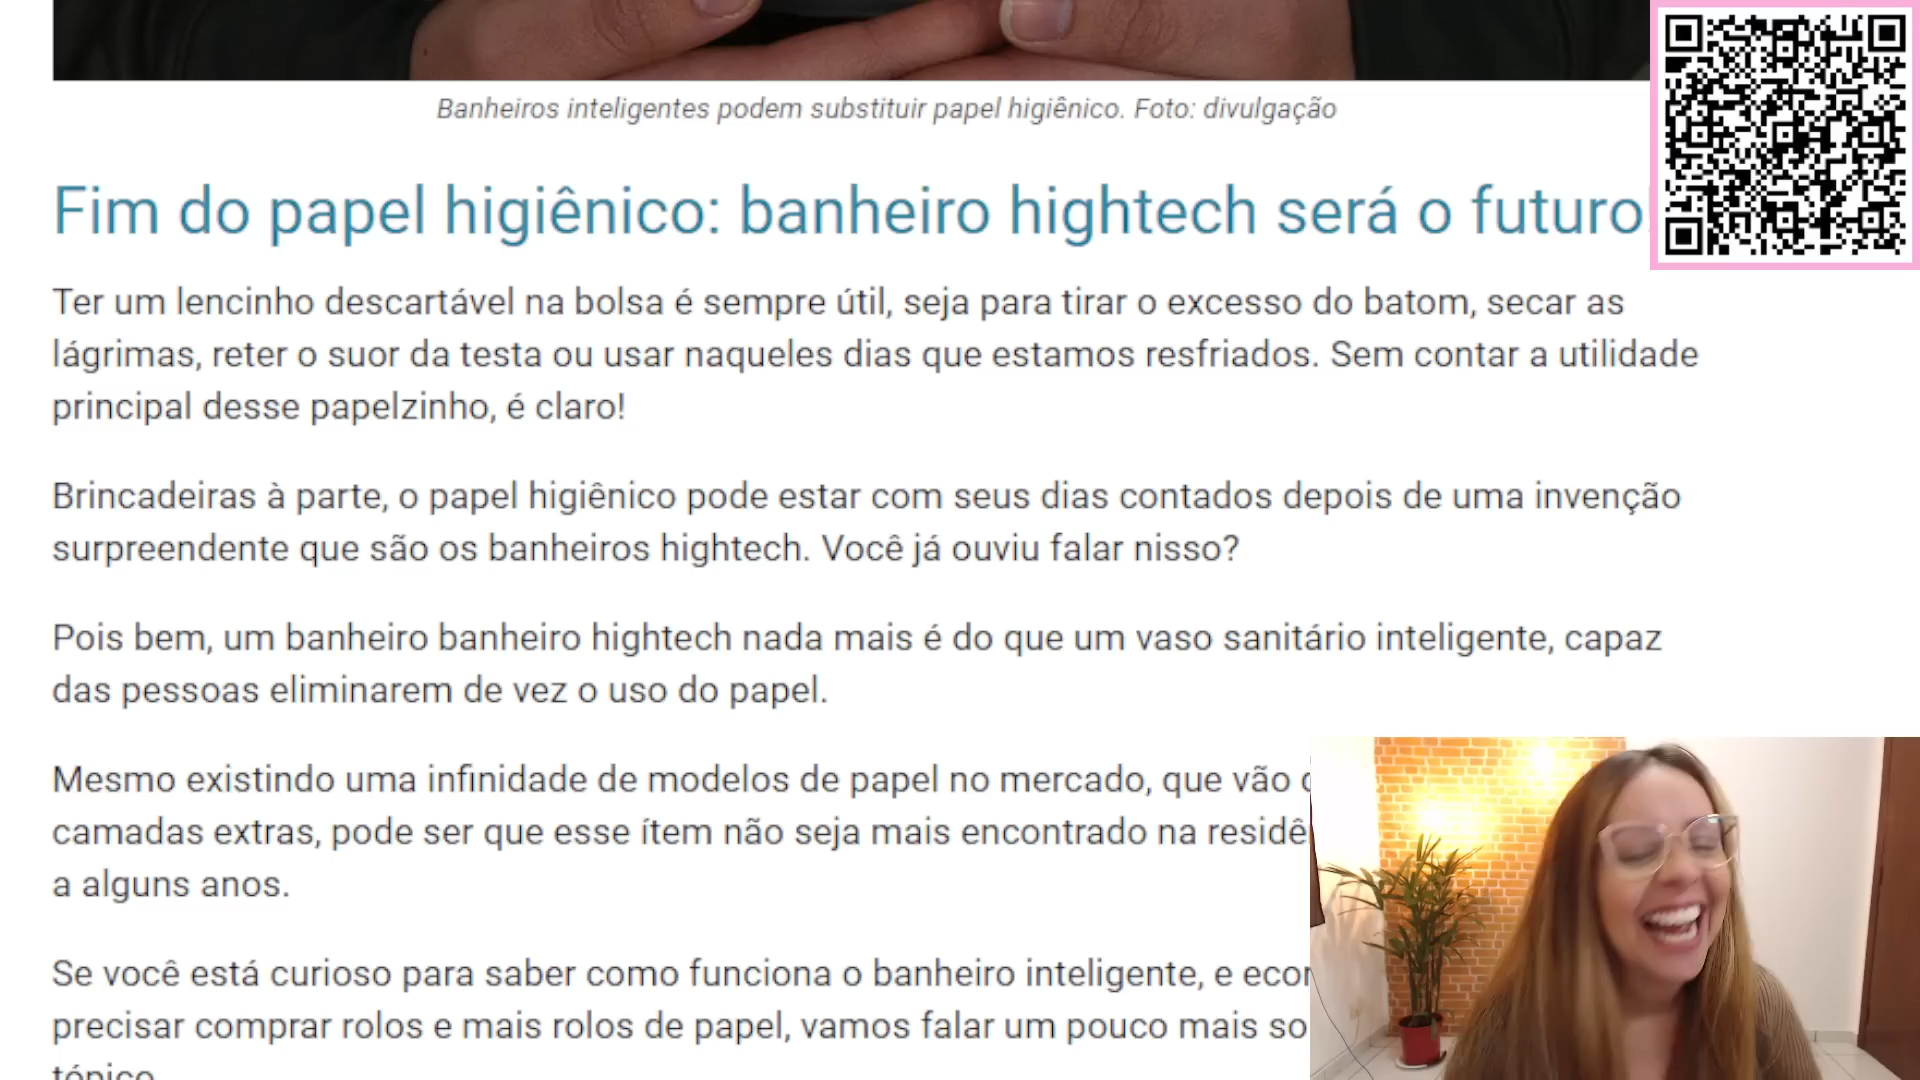 Banheiros inteligentes podem substituir papel higiênico. Foto: divulgação
Fim do papel higiênico: banheiro hightech será o futuro!
Ter um lencinho descartável na bolsa é sempre útil, seja para tirar o excesso do batom, secar as
lágrimas, reter o suor da testa ou usar naqueles dias que estamos resfriados. Sem contar a utilidade
principal desse papelzinho, é claro!
Brincadeiras à parte, o papel higiênico pode estar com seus dias contados depois de uma invenção
surpreendente que são os banheiros hightech. Você já ouviu falar nisso?
Pois bem, um banheiro banheiro hightech nada mais é do que um vaso sanitário inteligente, capaz
das pessoas eliminarem de vez o uso do papel.
Mesmo existindo uma infinidade de modelos de papel no mercado, que vão
camadas extras, pode ser que esse ítem não seja mais encontrado na
a alguns anos.
Se você está curioso para saber como funciona o banheiro inteligente, e
precisar comprar rolos e mais rolos de papel, vamos falar um pouco mais